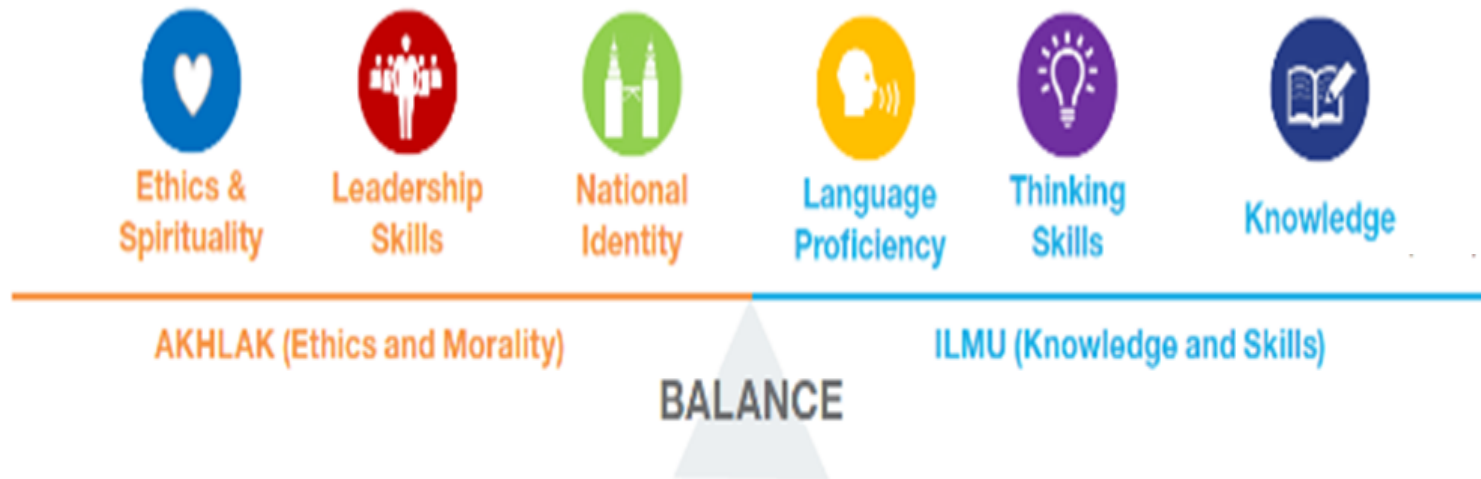 Ethics &
Spirituality
Leadership
Skills
National
Identity
Language
Proficiency
Thinking
Skills
Knowledge
AKHLAK (Ethics and Morality)
ILMU (Knowledge and Skills)
BALANCE